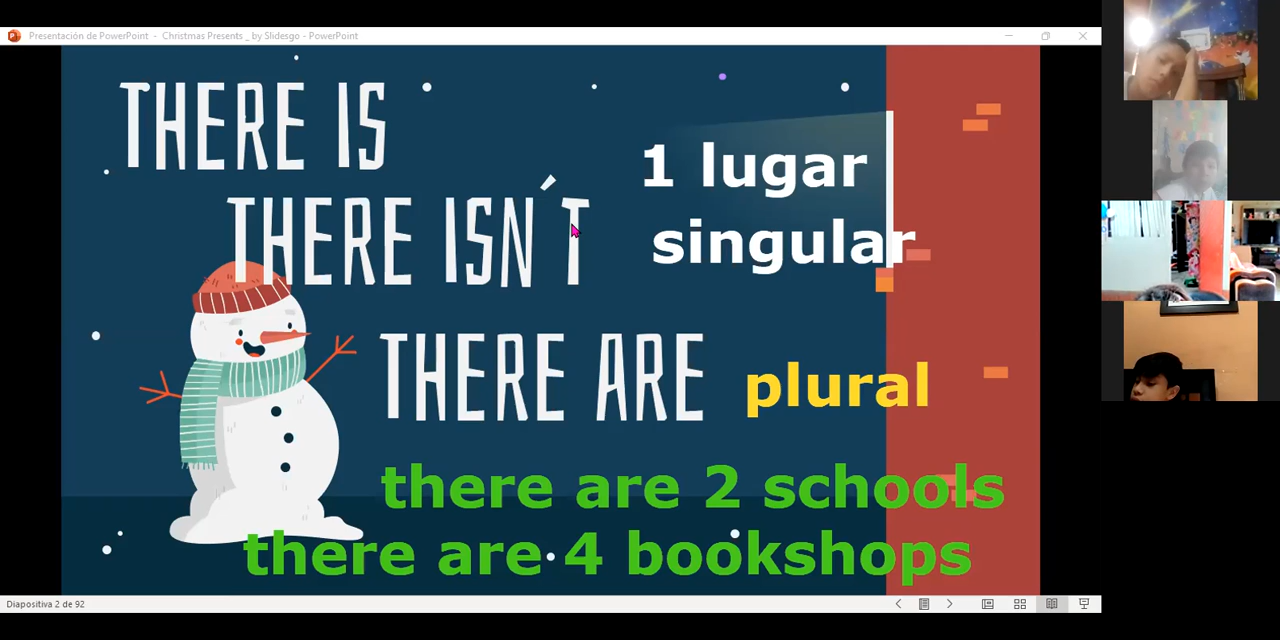 Presentación de PowerPoint - Christmas Presents _ by Slidesgo - PowerPoint
THERE IS
1 lugar
THERE ISN´T
singular
THERE ARE
plural
there are 2 schools
there are 4 bookshops
Diapositiva 2 de 92